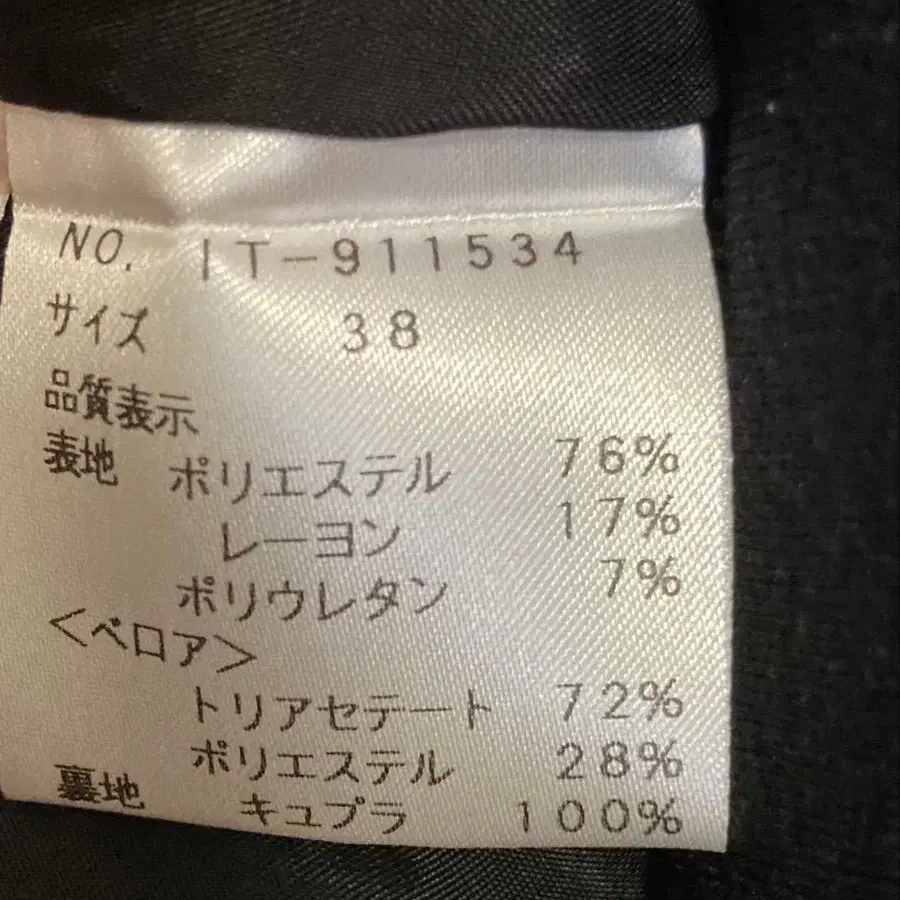 NO. IT-911534
サイズ 38
品質表示
表地 ポリエステル 76%
レーヨン 17%
ポリウレタン 7%
<ベロア>
トリアセテート 72%
ポリエステル 28%
裏地 キュプラ 100%